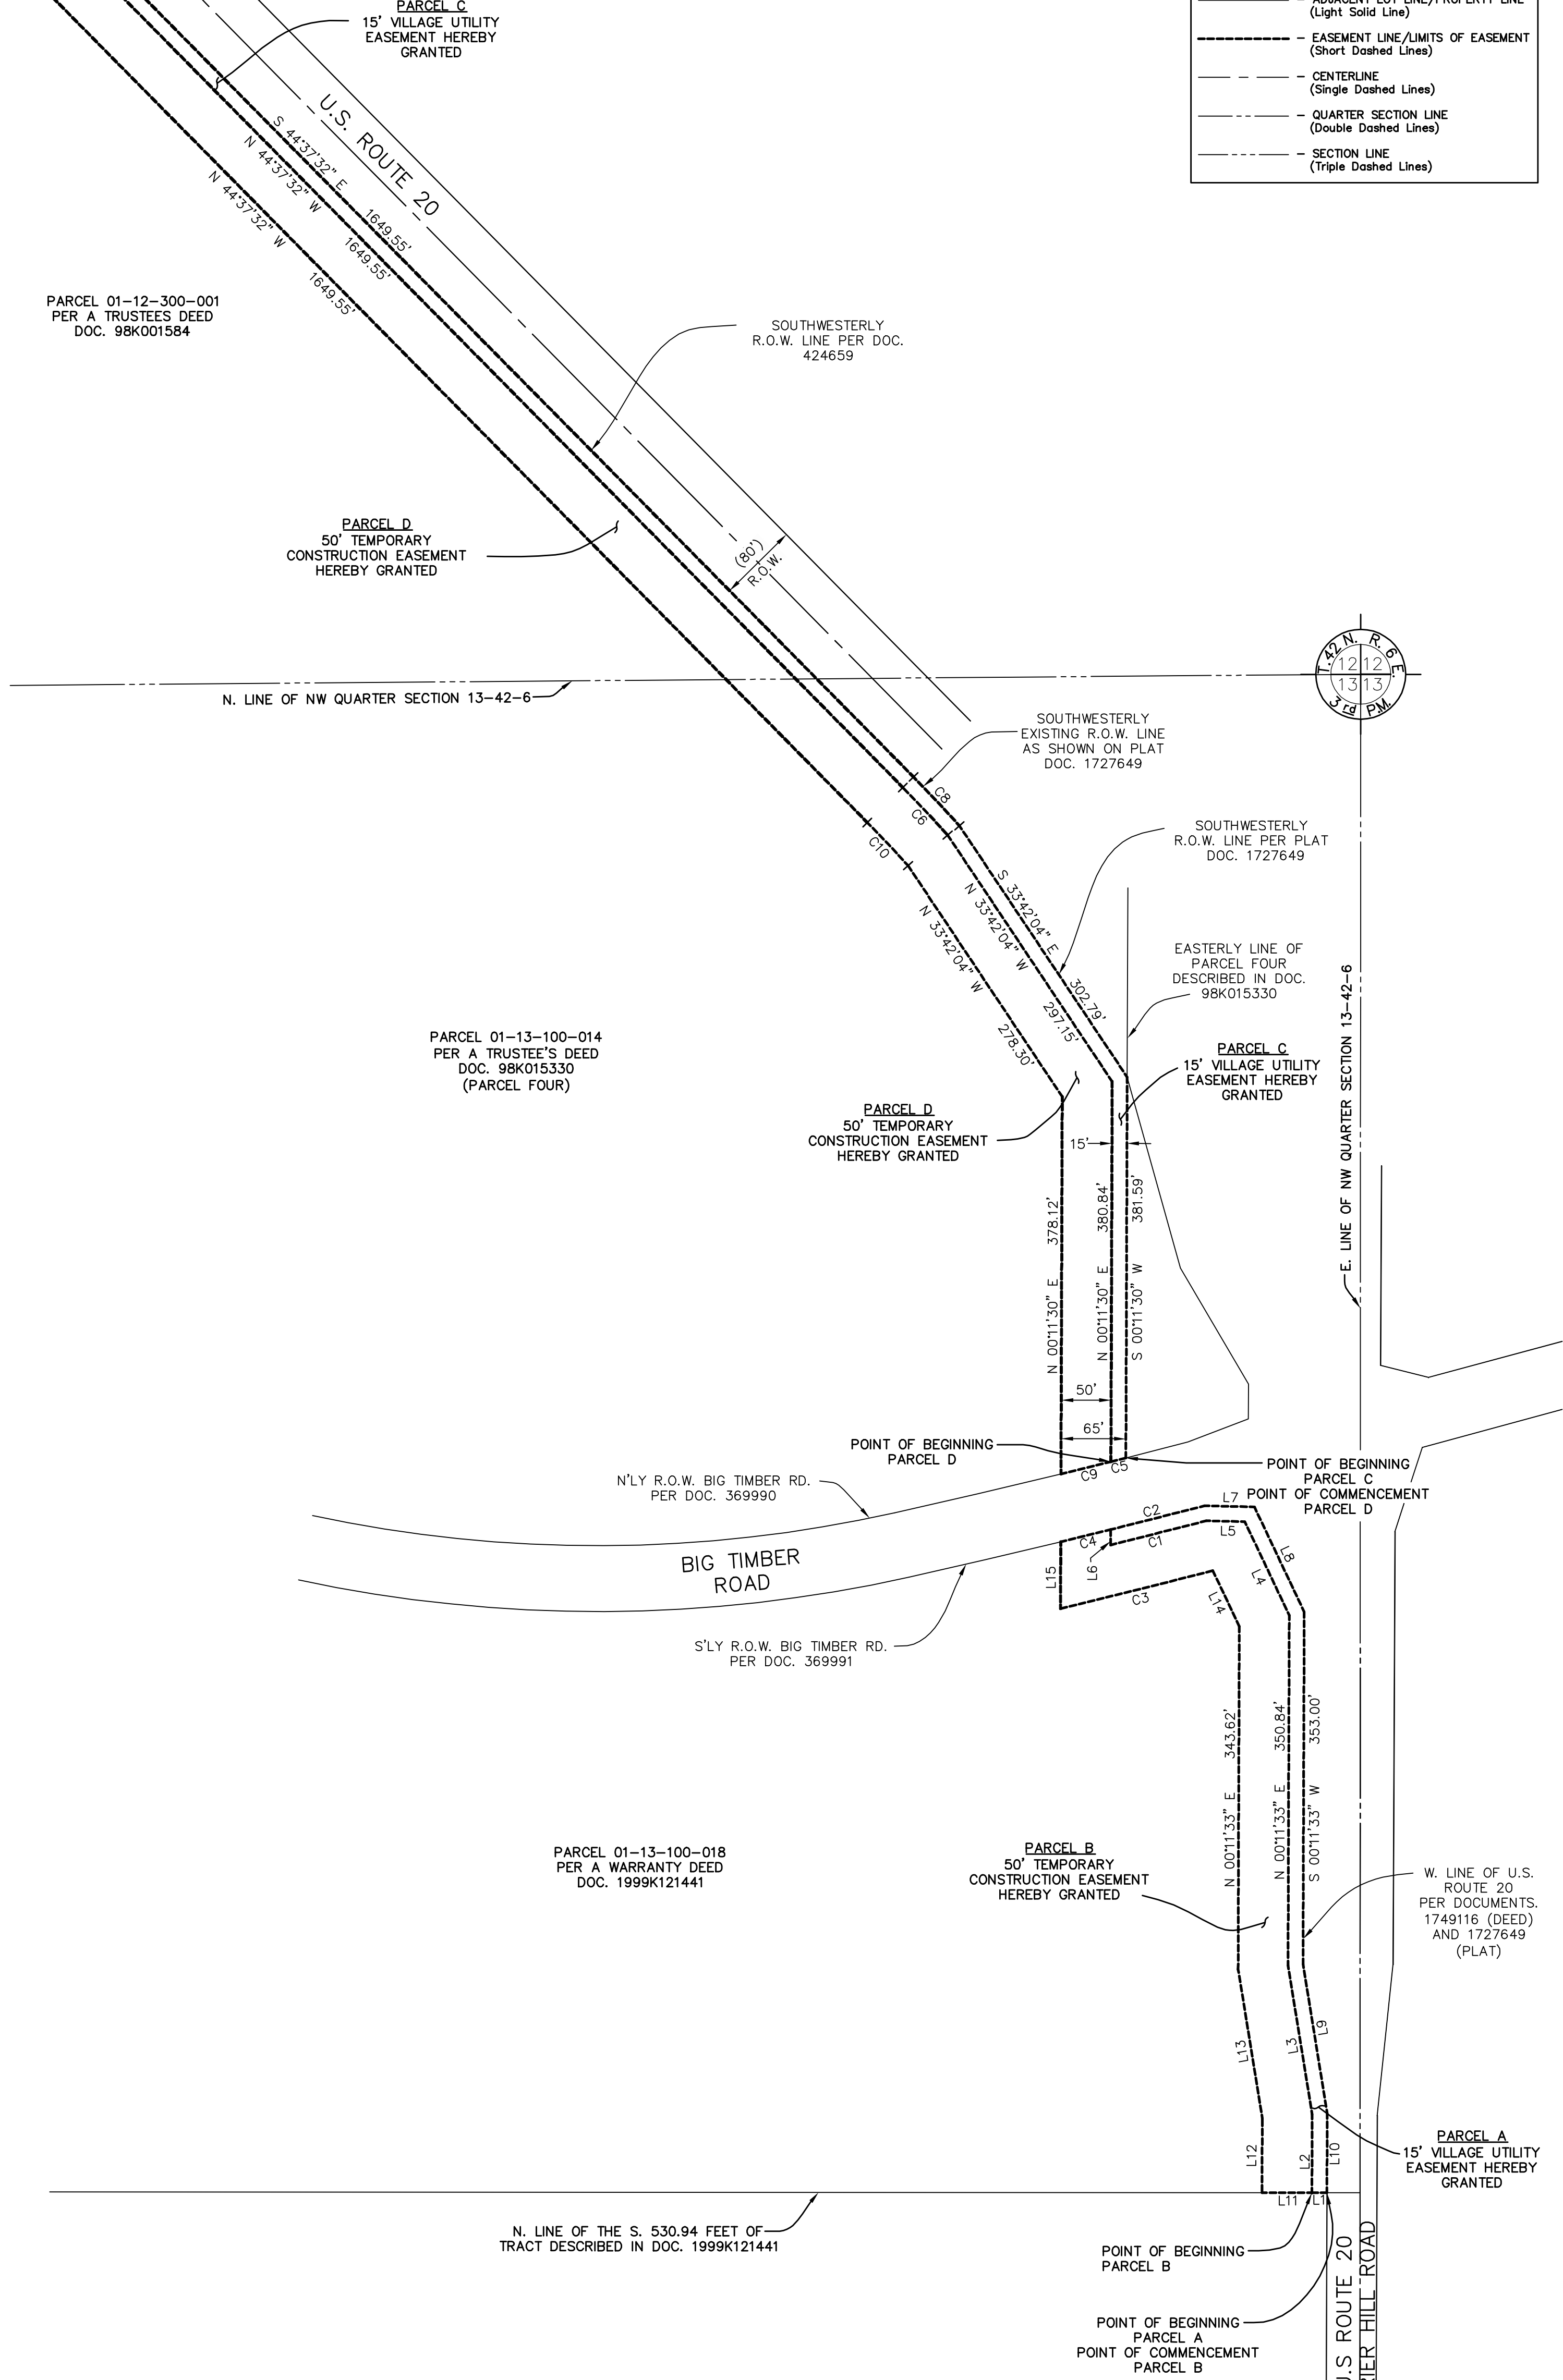 PARCEL C
15' VILLAGE UTILITY
EASEMENT HEREBY
GRANTED
ADJACENT LOT LINE/PROPERTY LINE
(Light Solid Line)
- EASEMENT LINE/LIMITS OF EASEMENT
(Short Dashed Lines)
- CENTERLINE
(Single Dashed Lines)
- QUARTER SECTION LINE
(Double Dashed Lines)
- SECTION LINE
(Triple Dashed Lines)
U.S. ROUTE 20
S 44°37'32" E
1649.55'
N 44°37'32" W
1649.55'
N 44°37'32" W
1649.55'
PARCEL 01-12-300-001
PER A TRUSTEES DEED
DOC. 98K001584
SOUTHWESTERLY
R.O.W. LINE PER DOC.
424659
PARCEL D
50' TEMPORARY
CONSTRUCTION EASEMENT
HEREBY GRANTED
(80')
R.O.W.
T.42 N. R. 6 E.
12 12
13 13
3 rd P.M.
N. LINE OF NW QUARTER SECTION 13-42-6
SOUTHWESTERLY
EXISTING R.O.W. LINE
AS SHOWN ON PLAT
DOC. 1727649
C8
C6
C10
SOUTHWESTERLY
R.O.W. LINE PER PLAT
DOC. 1727649
S 33°42'04" E
302.79'
N 33°42'04" W
297.15'
N 33°42'04" W
278.30'
EASTERLY LINE OF
PARCEL FOUR
DESCRIBED IN DOC.
98K015330
E. LINE OF NW QUARTER SECTION 13-42-6
PARCEL 01-13-100-014
PER A TRUSTEE'S DEED
DOC. 98K015330
(PARCEL FOUR)
PARCEL C
15' VILLAGE UTILITY
EASEMENT HEREBY
GRANTED
PARCEL D
50' TEMPORARY
CONSTRUCTION EASEMENT
HEREBY GRANTED
15'
N 00°11'30" E 378.12'
N 00°11'30" E 380.84'
S 00°11'30" W 381.59'
50'
65'
POINT OF BEGINNING
PARCEL D
C9
C5
POINT OF BEGINNING
PARCEL C
POINT OF COMMENCEMENT
PARCEL D
N'LY R.O.W. BIG TIMBER RD.
PER DOC. 369990
L7
C2
L5
C4
C1
L6
L8
L4
BIG TIMBER
ROAD
L15
C3
L14
S'LY R.O.W. BIG TIMBER RD.
PER DOC. 369991
N 00°11'33" E 343.62'
N 00°11'33" E 350.84'
S 00°11'33" W 353.00'
PARCEL 01-13-100-018
PER A WARRANTY DEED
DOC. 1999K121441
PARCEL B
50' TEMPORARY
CONSTRUCTION EASEMENT
HEREBY GRANTED
W. LINE OF U.S.
ROUTE 20
PER DOCUMENTS.
1749116 (DEED)
AND 1727649
(PLAT)
L13
L3
L9
PARCEL A
15' VILLAGE UTILITY
EASEMENT HEREBY
GRANTED
L12
L2
L10
L11
L1
N. LINE OF THE S. 530.94 FEET OF
TRACT DESCRIBED IN DOC. 1999K121441
POINT OF BEGINNING
PARCEL B
POINT OF BEGINNING
PARCEL A
POINT OF COMMENCEMENT
PARCEL B
U.S ROUTE 20
HILL ROAD